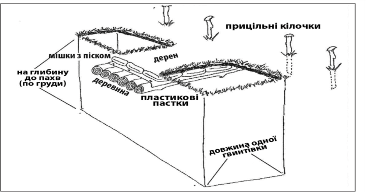 прицільні кілочки
мішки з піском
дерен
на глибину
до пахв
(по груди)
деревина
пластикові
пастки
довжина одної
гвинтівки